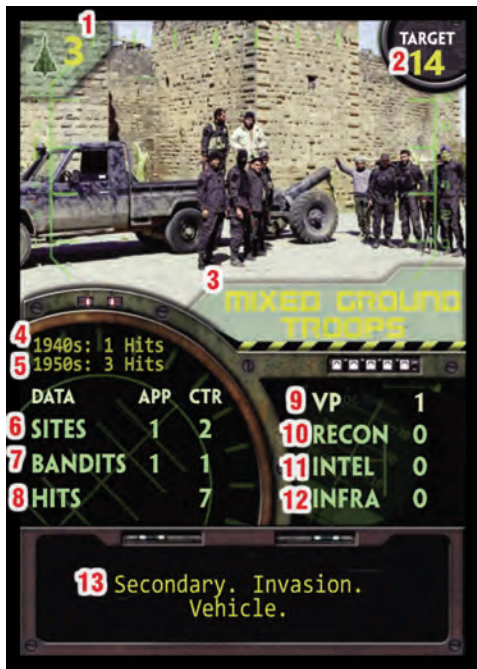 1
3
TARGET
2 14
3
MIXED GROUND
TROOPS
4 1940s: 1 Hits
5 1950s: 3 Hits
DATA APP CTR
6 SITES 1 2
7 BANDITS 1 1
8 HITS 7
9 VP 1
10 RECON 0
11 INTEL 0
12 INFRA 0
13 Secondary. Invasion.
Vehicle.